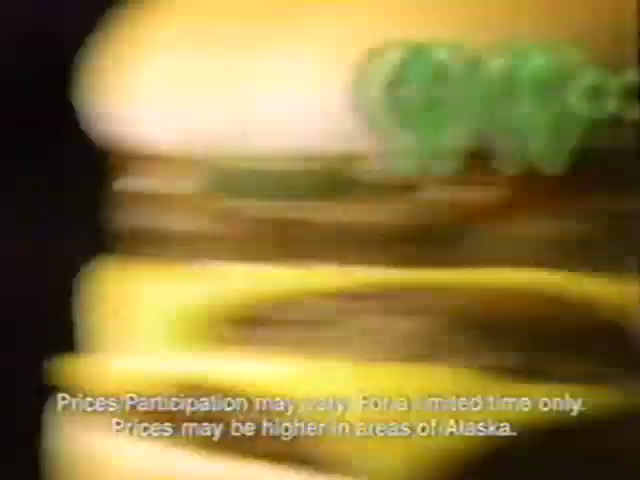 Prices/Participation may vary. For a limited time only.
Prices may be higher in areas of Alaska.